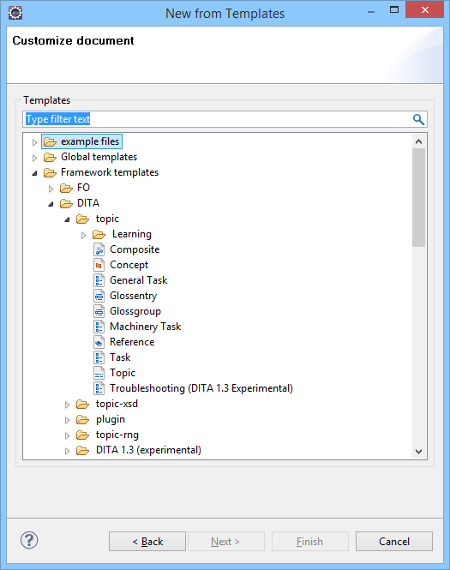 New from Templates
Customize document
Templates
Type filter text
example files
Global templates
Framework templates
FO
DITA
topic
Learning
Composite
Concept
General Task
Glossentry
Glossgroup
Machinery Task
Reference
Task
Topic
Troubleshooting (DITA 1.3 Experimental)
topic-xsd
plugin
topic-rng
DITA 1.3 (experimental)
? < Back Next > Finish Cancel